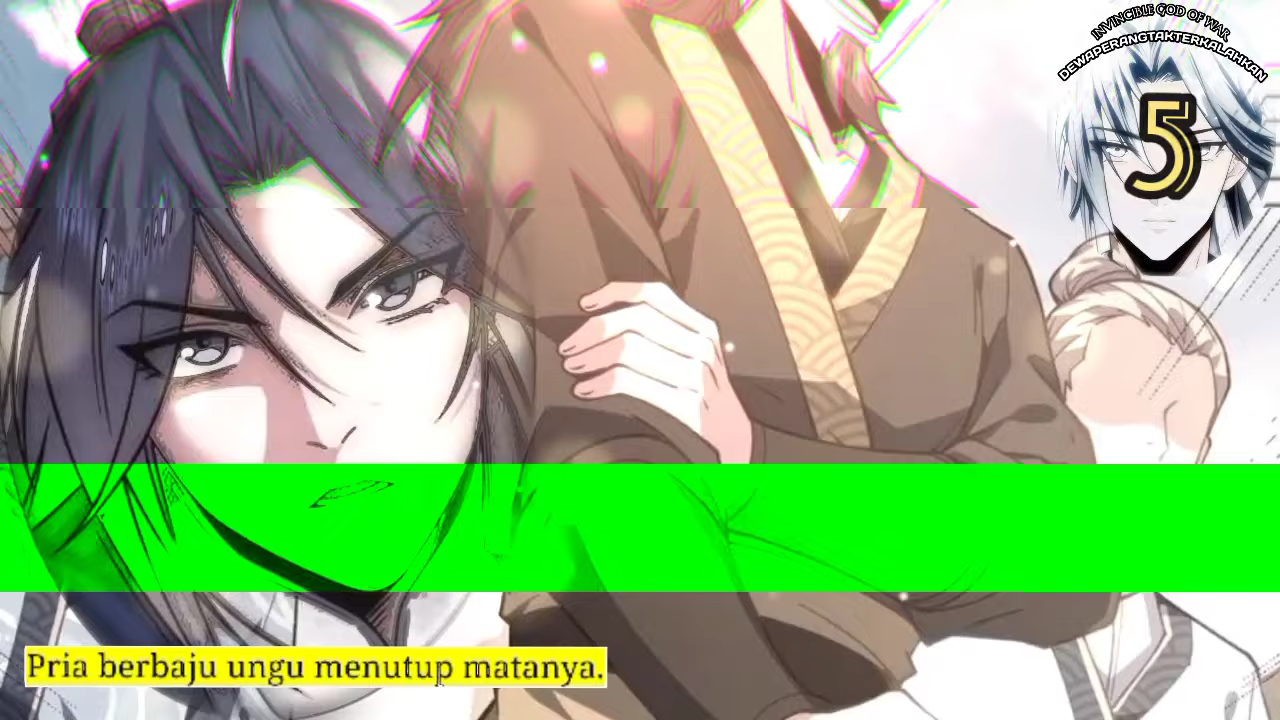 INVINCIBLE GOD OF WAR
DEWAPERANGTAKTERKALAHKAN
5
Pria berbaju ungu menutup matanya.